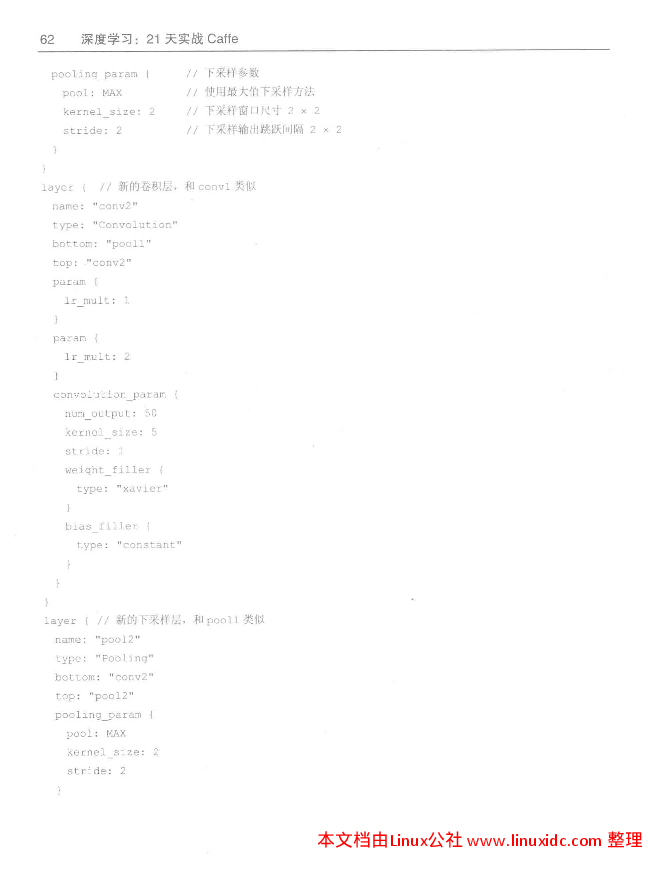 62 深度学习：21 天实战 Caffe
pooling_param { // 下采样参数
pool: MAX // 使用最大值下采样方法
kernel_size: 2 // 下采样窗口尺寸 2 × 2
stride: 2 // 下采样输出跳跃间隔 2 × 2
}
}
layer { // 新的卷积层，和 conv1 类似
name: "conv2"
type: "Convolution"
bottom: "pool1"
top: "conv2"
param {
lr_mult: 1
}
param {
lr_mult: 2
}
convolution_param {
num_output: 50
kernel_size: 5
stride: 1
weight_filler {
type: "xavier"
}
bias_filler {
type: "constant"
}
}
}
layer { // 新的下采样层，和 pool1 类似
name: "pool2"
type: "Pooling"
bottom: "conv2"
top: "pool2"
pooling_param {
pool: MAX
kernel_size: 2
stride: 2
}
本文档由Linux公社 www.linuxidc.com 整理